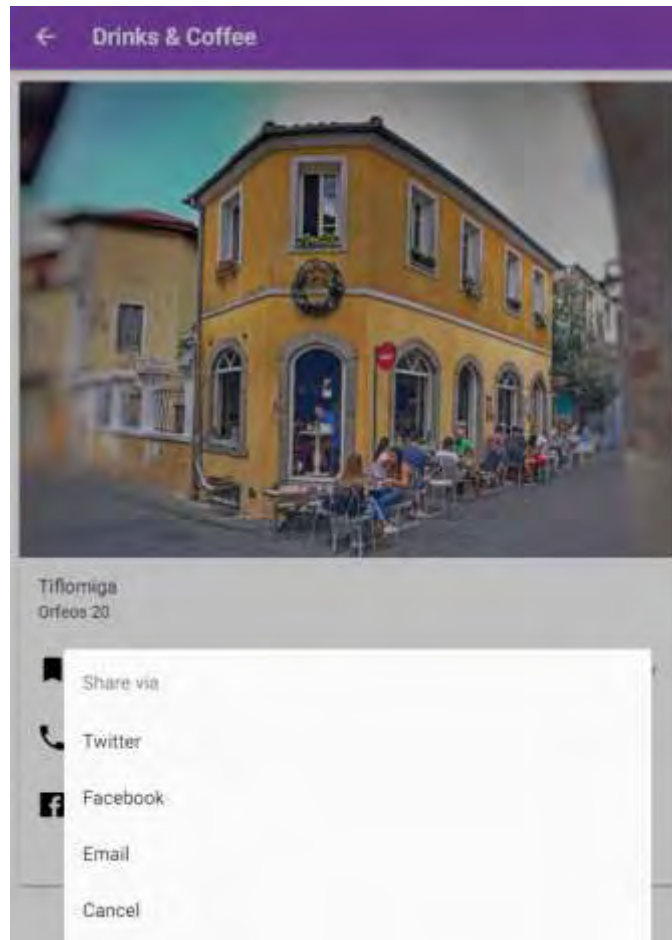 Drinks & Coffee
Tiflomiga
Orfeos 20
Share via
Twitter
Facebook
Email
Cancel